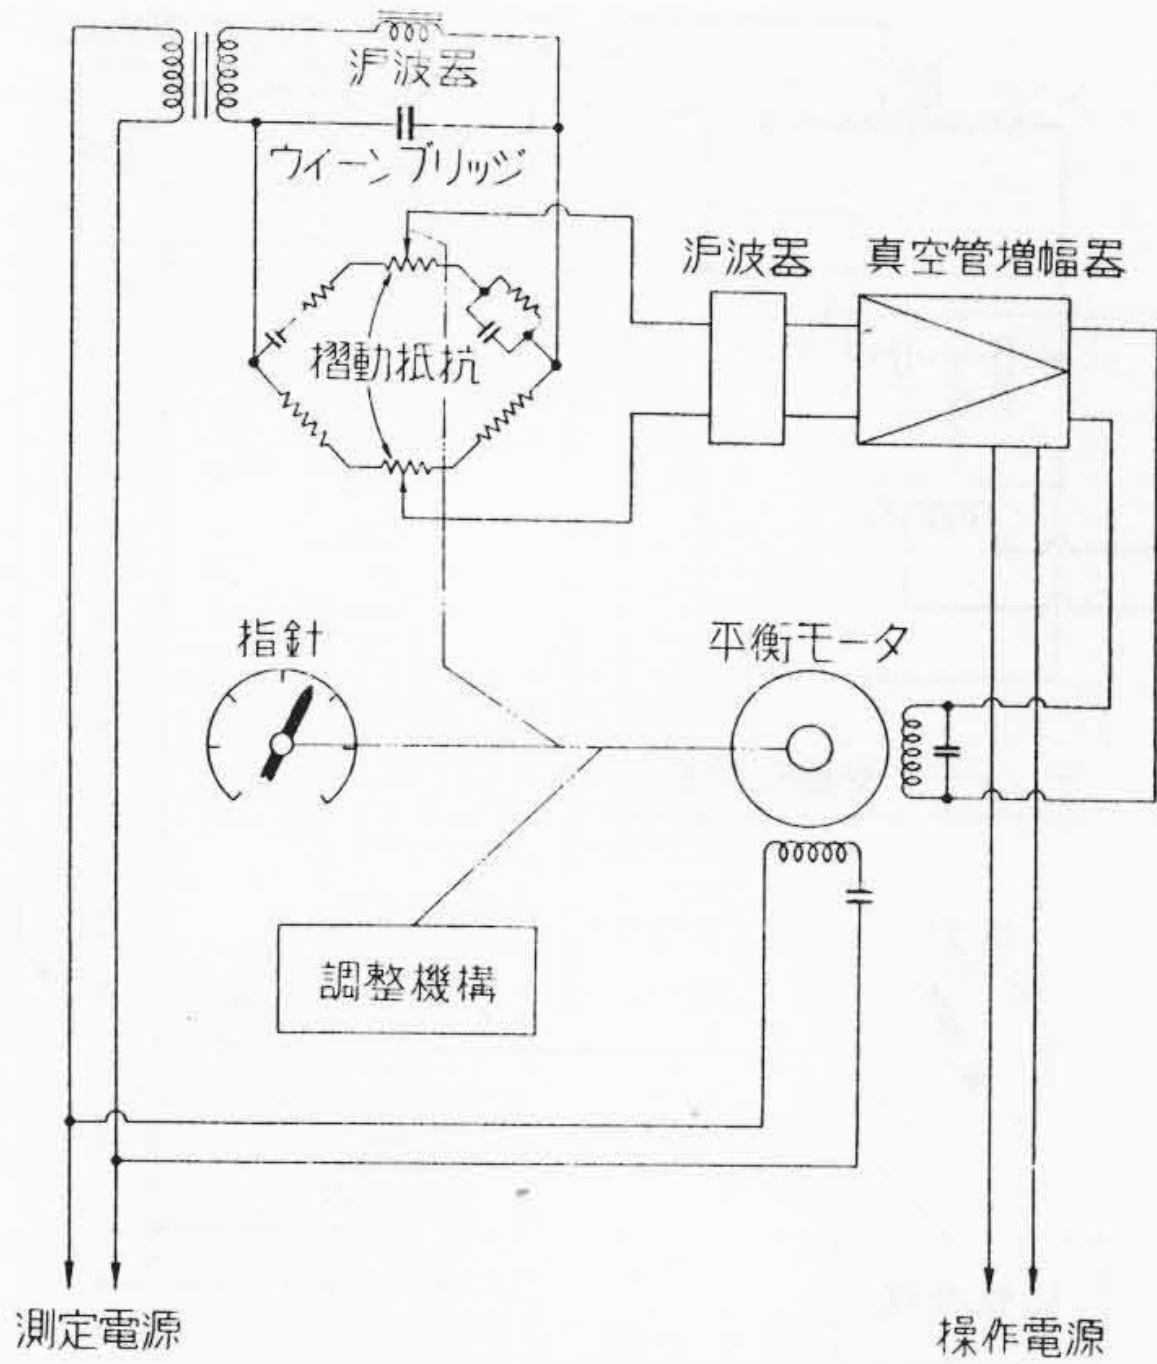 沪波器
ウイーンブリッジ
沪波器
真空管増幅器
摺動抵抗
指針
平衡モータ
調整機構
測定電源
操作電源